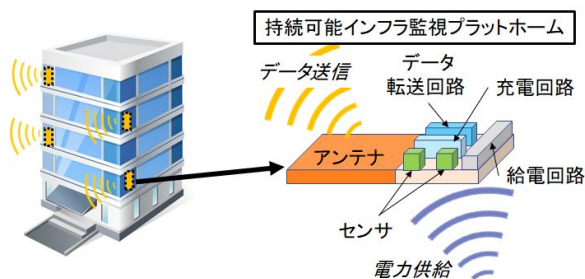 持続可能インフラ監視プラットホーム
データ送信
データ
転送回路
充電回路
アンテナ
給電回路
センサ
電力供給